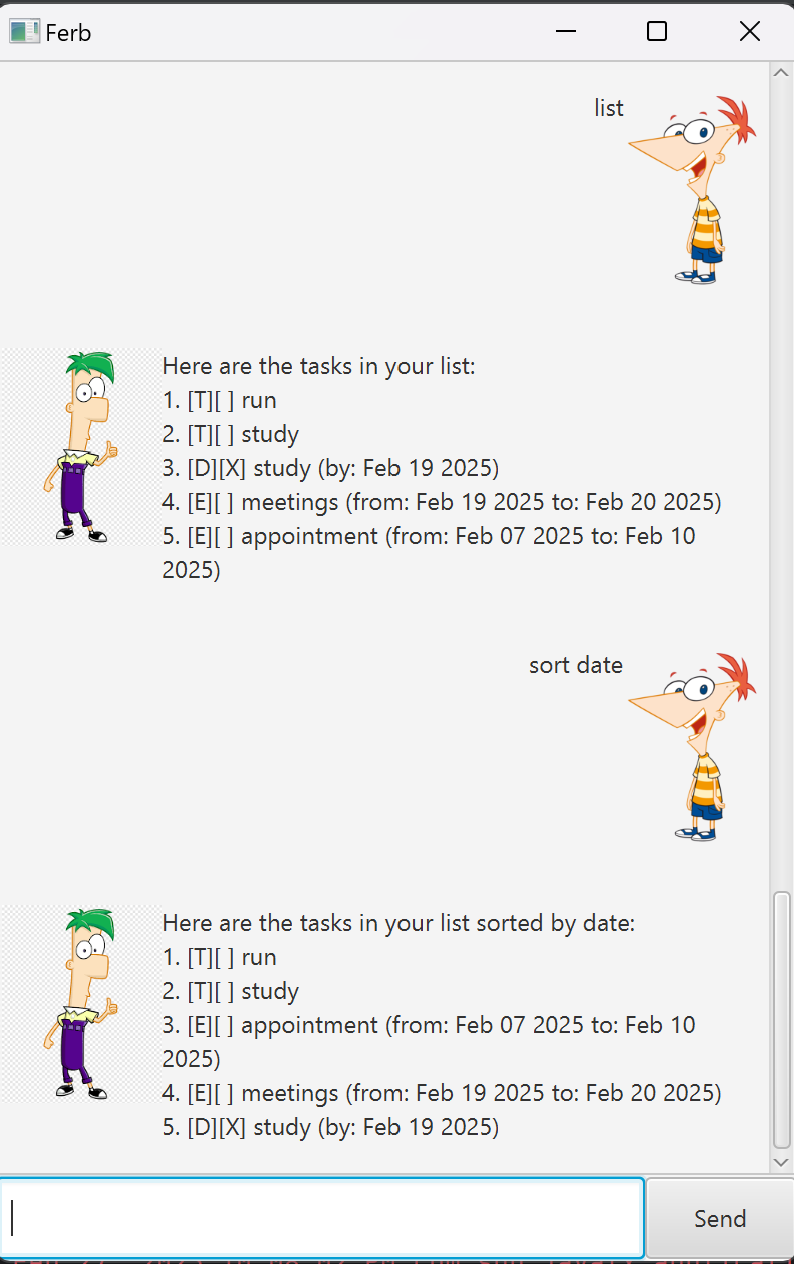 Ferb
list
Here are the tasks in your list:
1. [T][ ] run
2. [T][ ] study
3. [D][X] study (by: Feb 19 2025)
4. [E][ ] meetings (from: Feb 19 2025 to: Feb 20 2025)
5. [E][ ] appointment (from: Feb 07 2025 to: Feb 10
2025)
sort date
Here are the tasks in your list sorted by date:
1. [T][ ] run
2. [T][ ] study
3. [E][ ] appointment (from: Feb 07 2025 to: Feb 10
2025)
4. [E][ ] meetings (from: Feb 19 2025 to: Feb 20 2025)
5. [D][X] study (by: Feb 19 2025)
Send